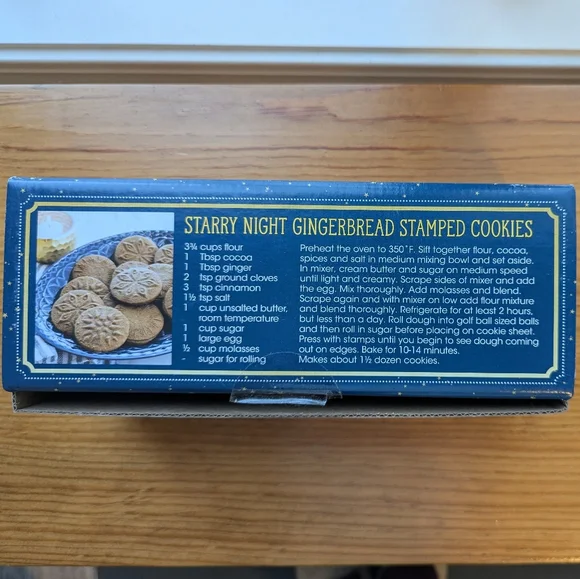 STARRY NIGHT GINGERBREAD STAMPED COOKIES
3¾ cups flour
1 Tbsp cocoa
1 Tbsp ginger
2 tsp ground cloves
3 tsp cinnamon
1½ tsp salt
1 cup unsalted butter,
room temperature
1 cup sugar
1 large egg
½ cup molasses
- sugar for rolling
Preheat the oven to 350°F. Sift together flour, cocoa,
spices and salt in medium mixing bowl and set aside.
In mixer, cream butter and sugar on medium speed
until light and creamy. Scrape sides of mixer and add
the egg. Mix thoroughly. Add molasses and blend.
Scrape again and with mixer on low add flour mixture
and blend thoroughly. Refrigerate for at least 2 hours,
but less than a day. Roll dough into golf ball sized balls
and then roll in sugar before placing on cookie sheet.
Press with stamps until you begin to see dough coming
out on edges. Bake for 10-14 minutes.
Makes about 1½ dozen cookies.